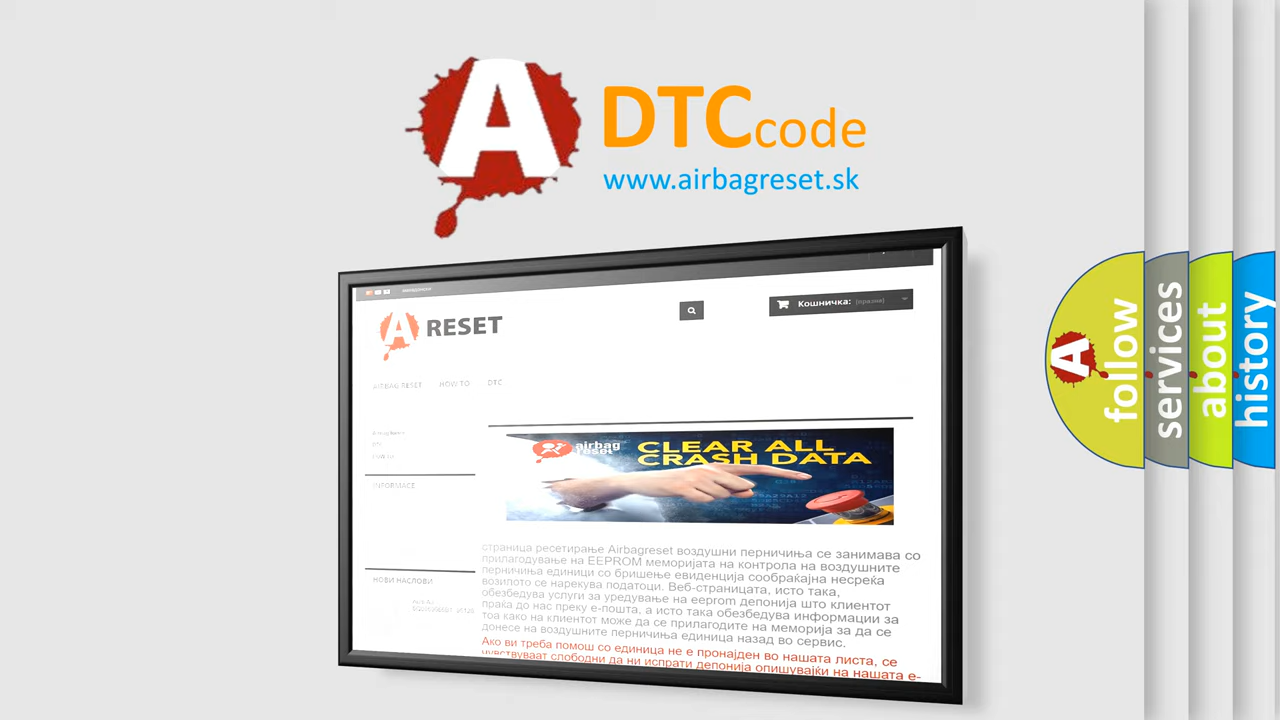 A
DTCcode
www.airbagreset.sk
A RESET
Кошничка: (празни)
AIRBAG RESET
HOW TO
DTC
airbag
reset
CLEAR ALL
CRASH DATA
INFORMACE
страница ресетирање Airbagreset воздушни перничиња се занимава со
прилагодување на EEPROM меморијата на контрола на воздушните
перничиња единици со бришење евиденција сообраќајна несреќа
возилото се нарекува податоци. Веб-страницата, исто така,
обезбедува услуги за уредување на eeprom депонија што клиентот
праќа до нас преку е-пошта, а исто така обезбедува информации за
тоа како на клиентот може да се прилагодите на меморија за да се
донесе на воздушните перничиња единица назад во сервис.
НОВИ НАСЛОВИ
Ако ви треба помош со единица не е пронајден во нашата листа, се
чувствуваат слободни да ни испрати депонија опишувајќи на нашата е-
A follow
services
about
history